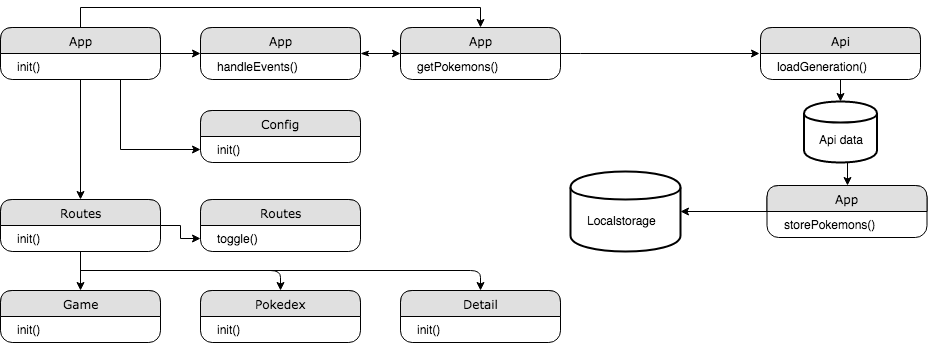 App
init()
App
handleEvents()
App
getPokemons()
Api
loadGeneration()
Config
init()
Api data
Localstorage
App
storePokemons()
Routes
init()
Routes
toggle()
Game
init()
Pokedex
init()
Detail
init()